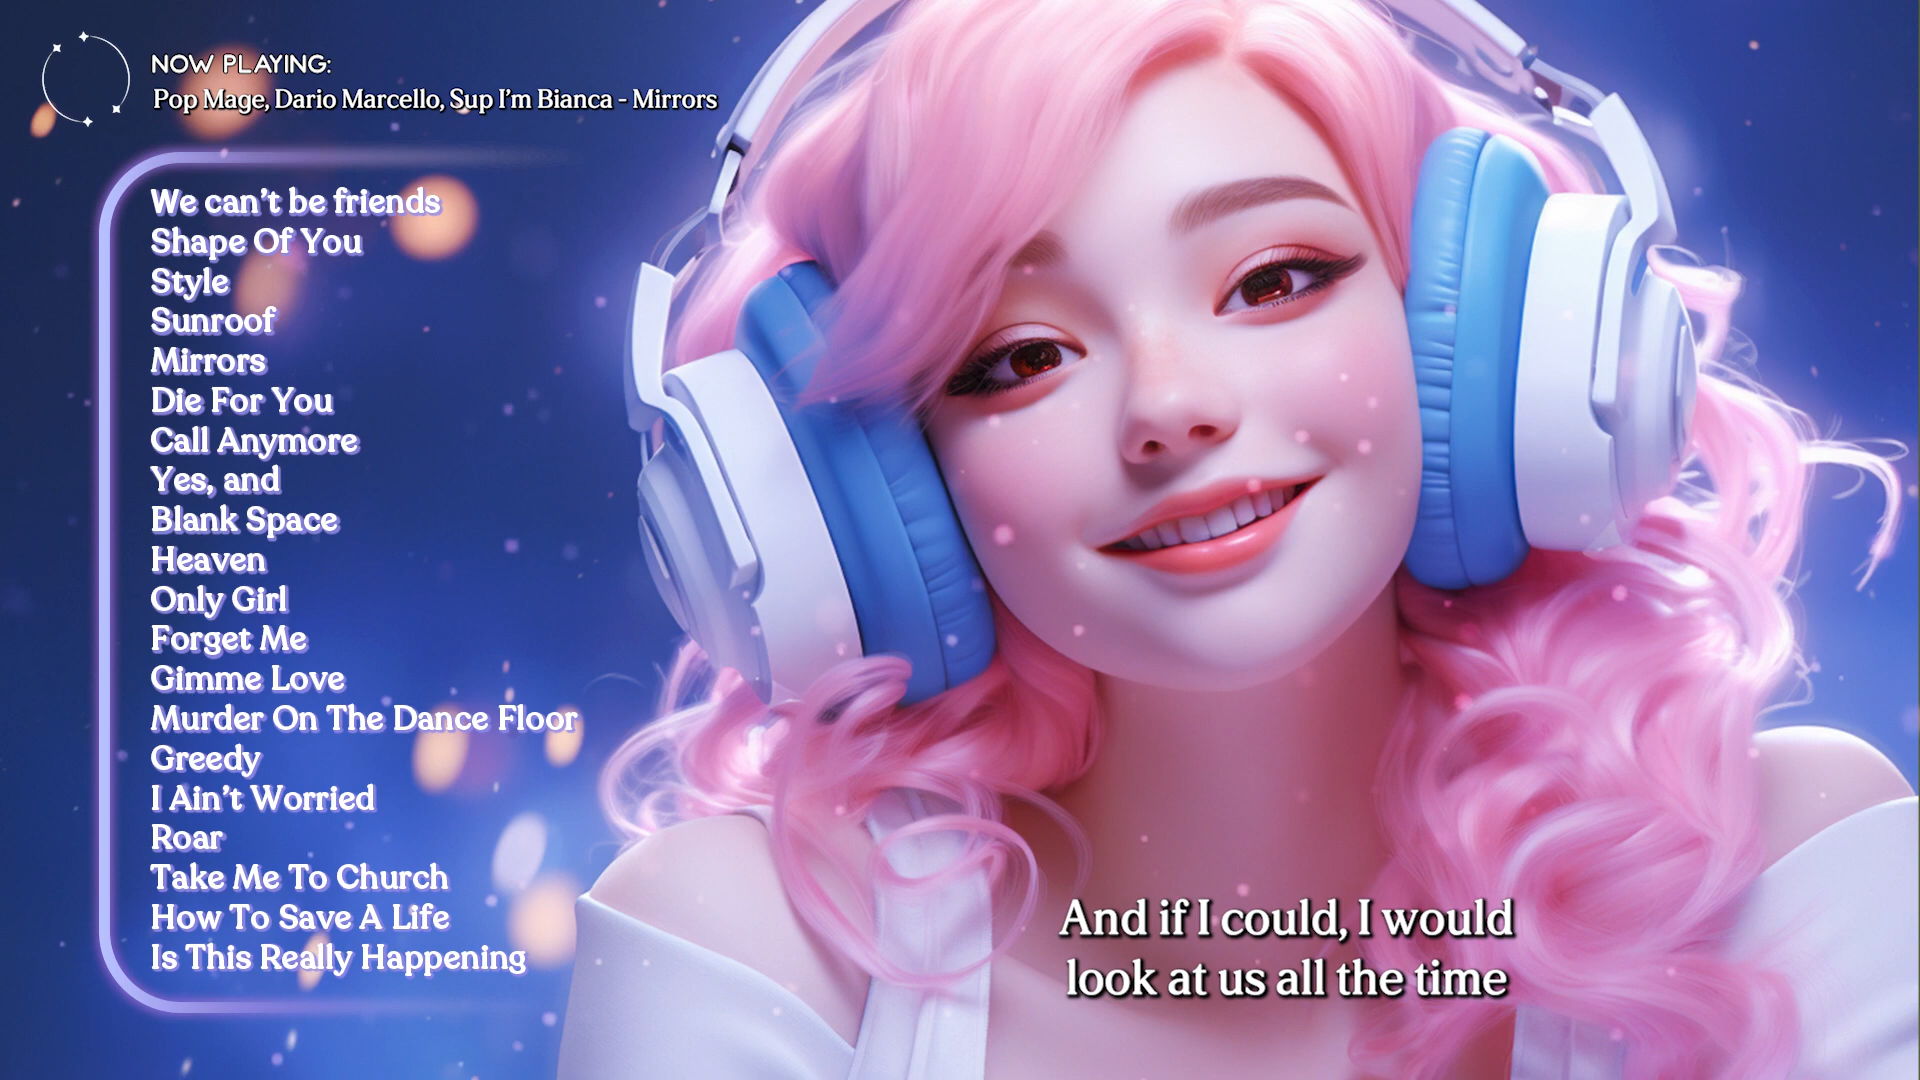 NOW PLAYING:
Pop Mage, Dario Marcello, Sup I'm Bianca - Mirrors
We can't be friends
Shape Of You
Style
Sunroof
Mirrors
Die For You
Call Anymore
Yes, and
Blank Space
Heaven
Only Girl
Forget Me
Gimme Love
Murder On The Dance Floor
Greedy
I Ain't Worried
Roar
Take Me To Church
How To Save A Life
Is This Really Happening
And if I could, I would
look at us all the time